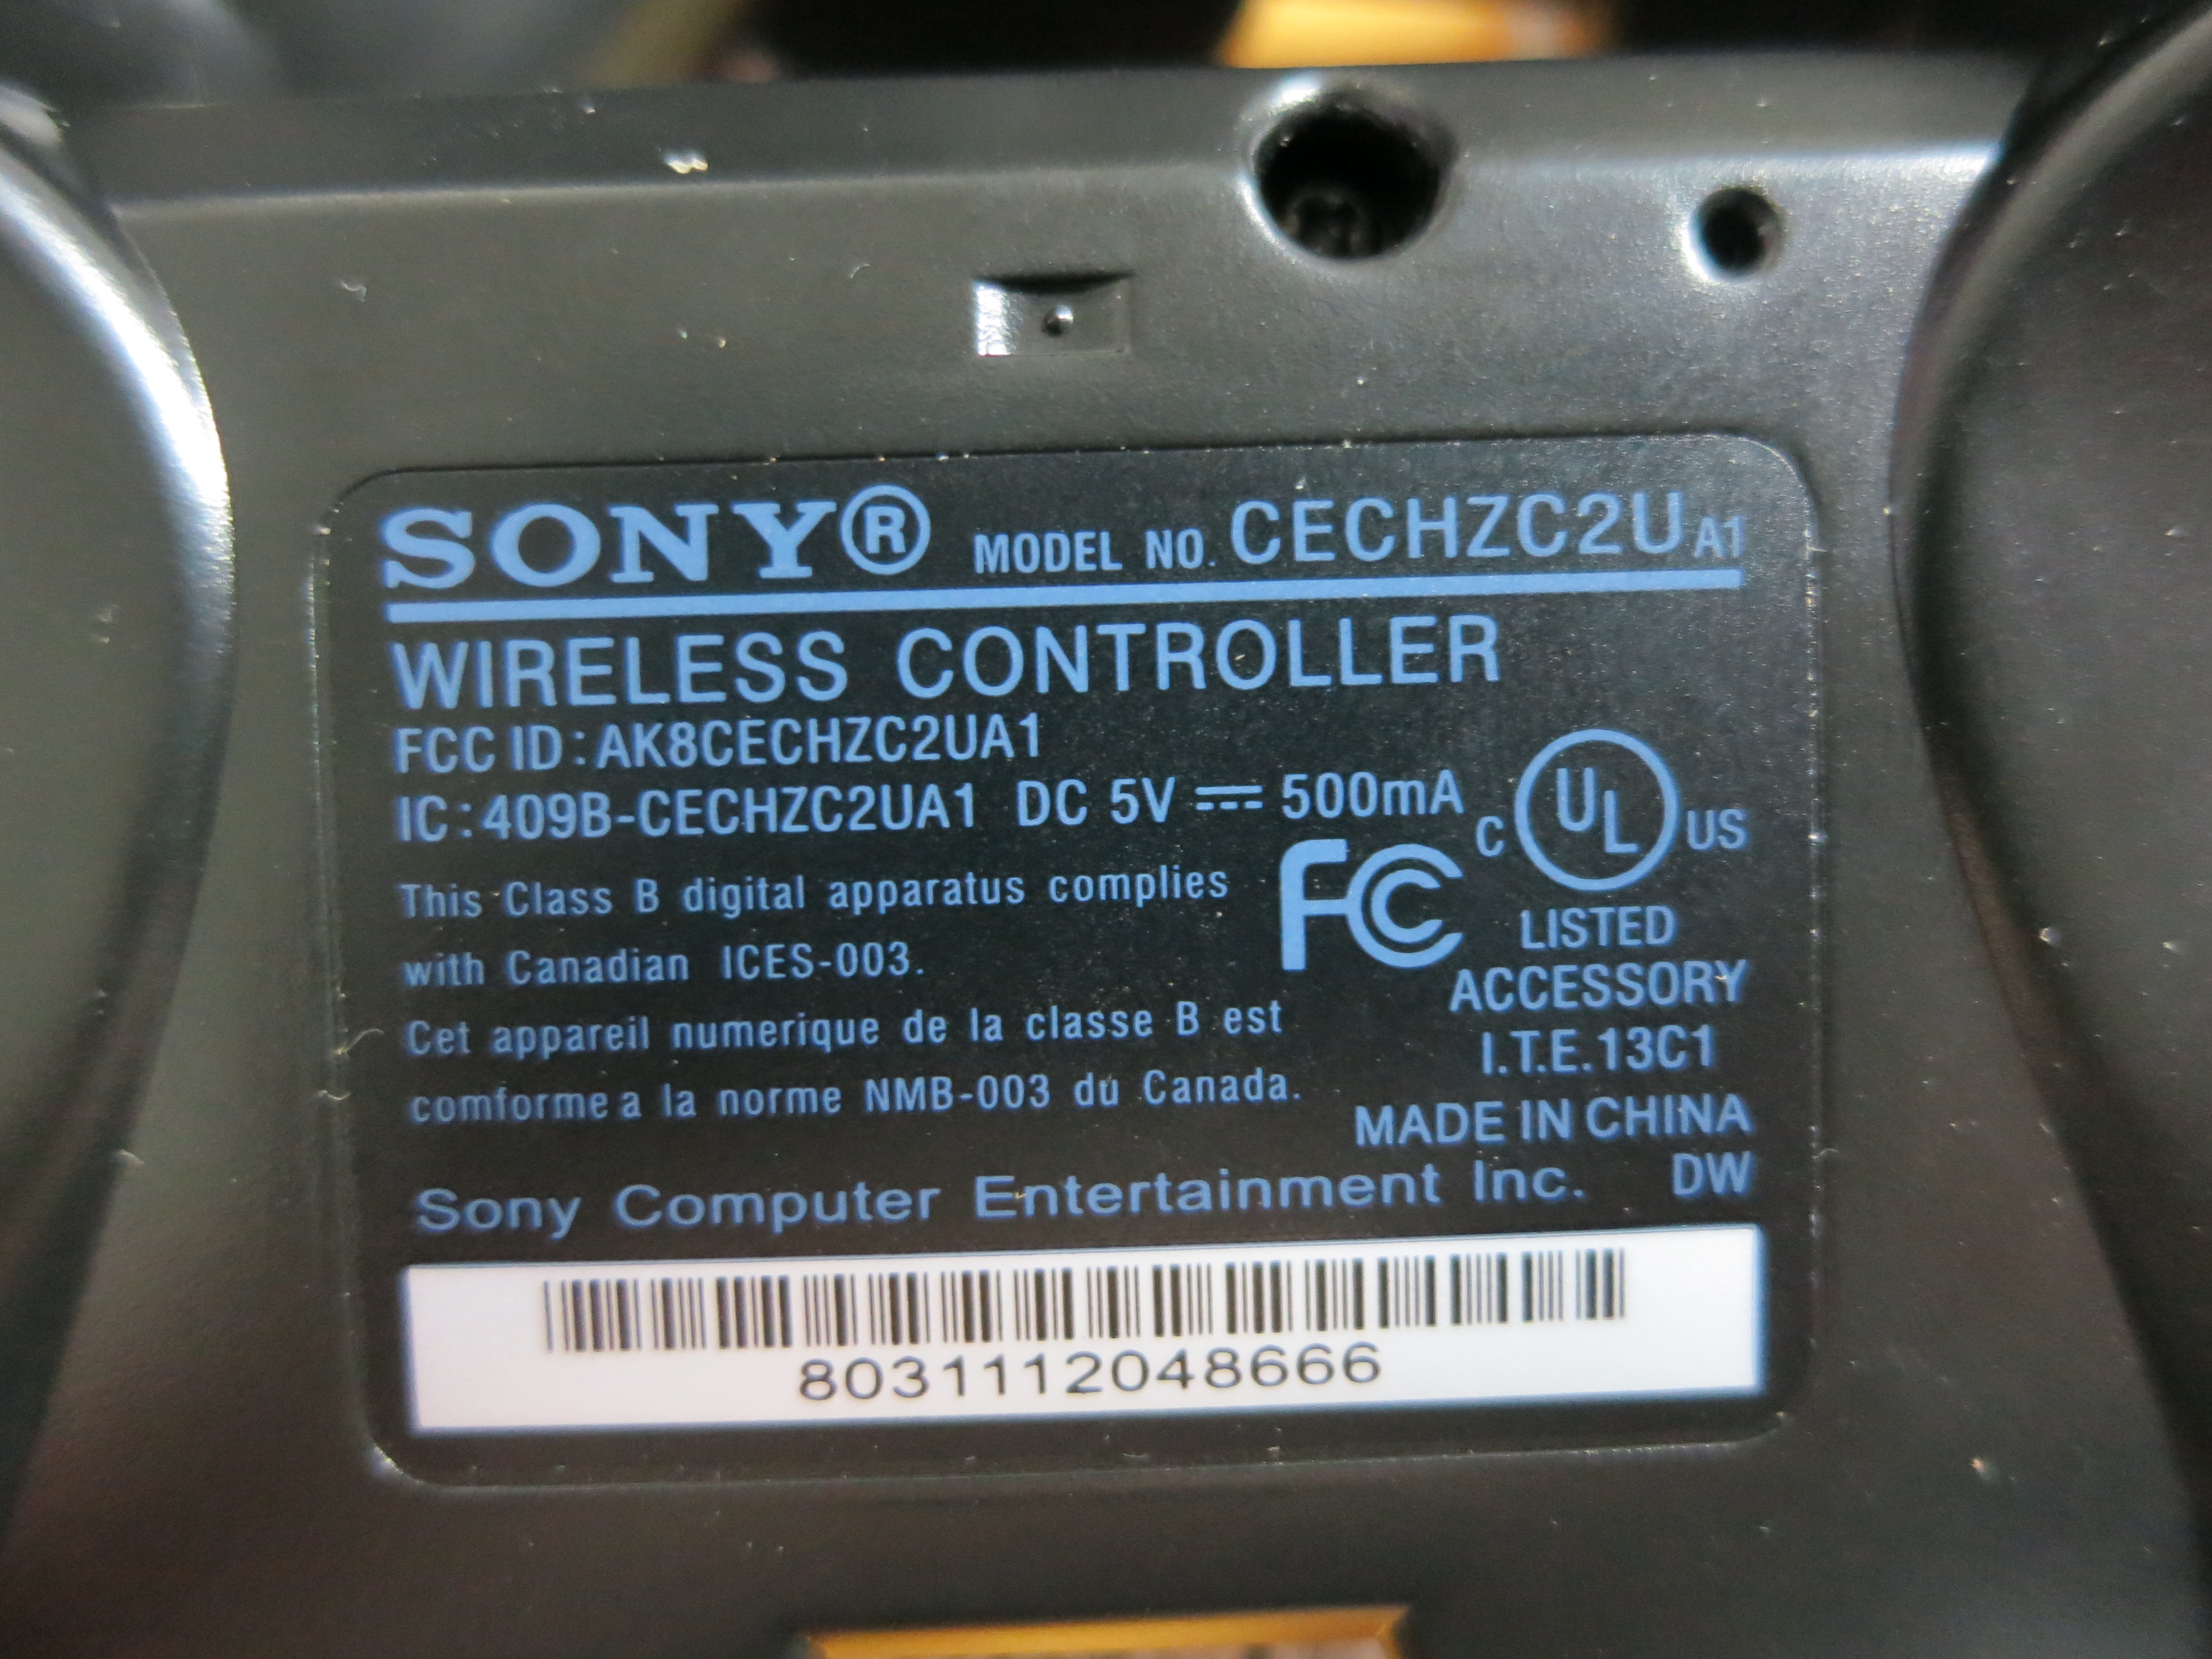 SONY® MODEL NO. CECHZC2U A1
WIRELESS CONTROLLER
FCC ID: AK8CECHZC2UA1
IC: 409B-CECHZC2UA1 DC 5V ⎓ 500mA
C UL US
LISTED
ACCESSORY
I.T.E. 13C1
FC
This Class B digital apparatus complies
with Canadian ICES-003.
Cet appareil numerique de la classe B est
comforme a la norme NMB-003 du Canada.
MADE IN CHINA
Sony Computer Entertainment Inc. DW
8031112048666